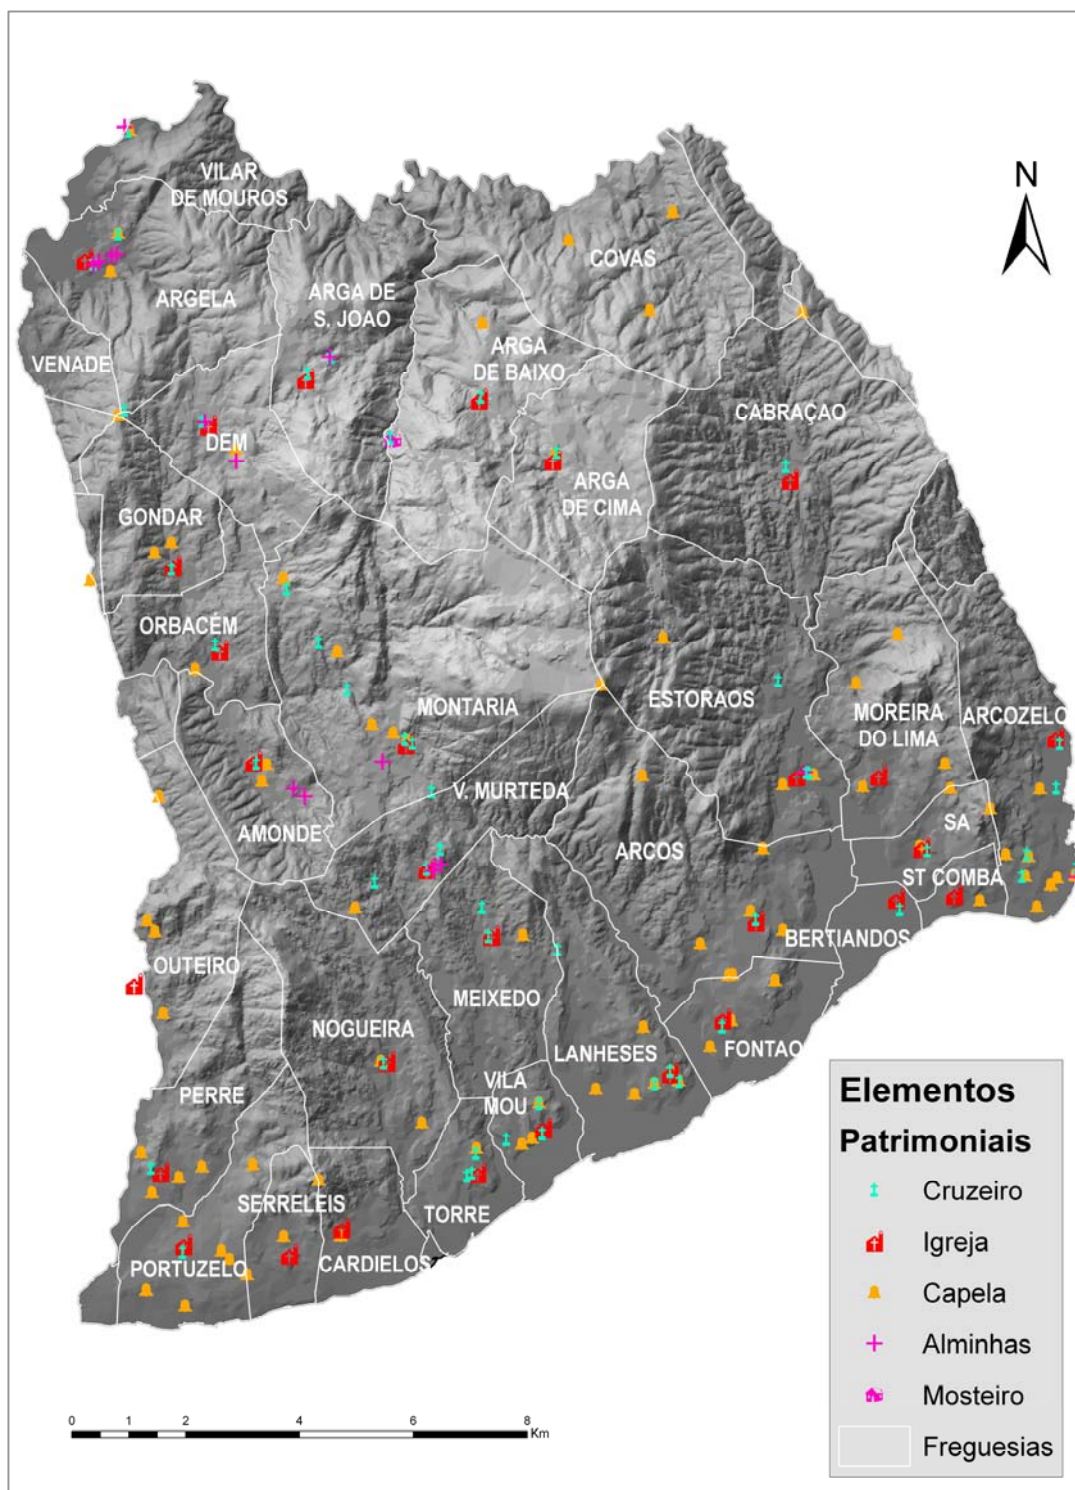 N
VILAR
DE MOUROS
COVAS
ARGELA
ARGA DE
S. JOAO
VENADE
ARGA
DE BAIXO
CABRAÇAO
DEM
ARGA
DE CIMA
GONDAR
ORBACÉM
MONTARIA
ESTORAOS
MOREIRA
DO LIMA
ARCOZELO
V. MURTEDA
AMONDE
SA
ARCOS
ST COMBA
BERTIANDOS
OUTEIRO
MEIXEDO
NOGUEIRA
LANHESES
FONTAO
VILA
MOU
PERRE
SERRELEIS
TORRE
PORTUZELO
CARDIELOS
Elementos
Patrimoniais
Cruzeiro
Igreja
Capela
Alminhas
Mosteiro
Freguesias
0 1 2 4 6 8
Km